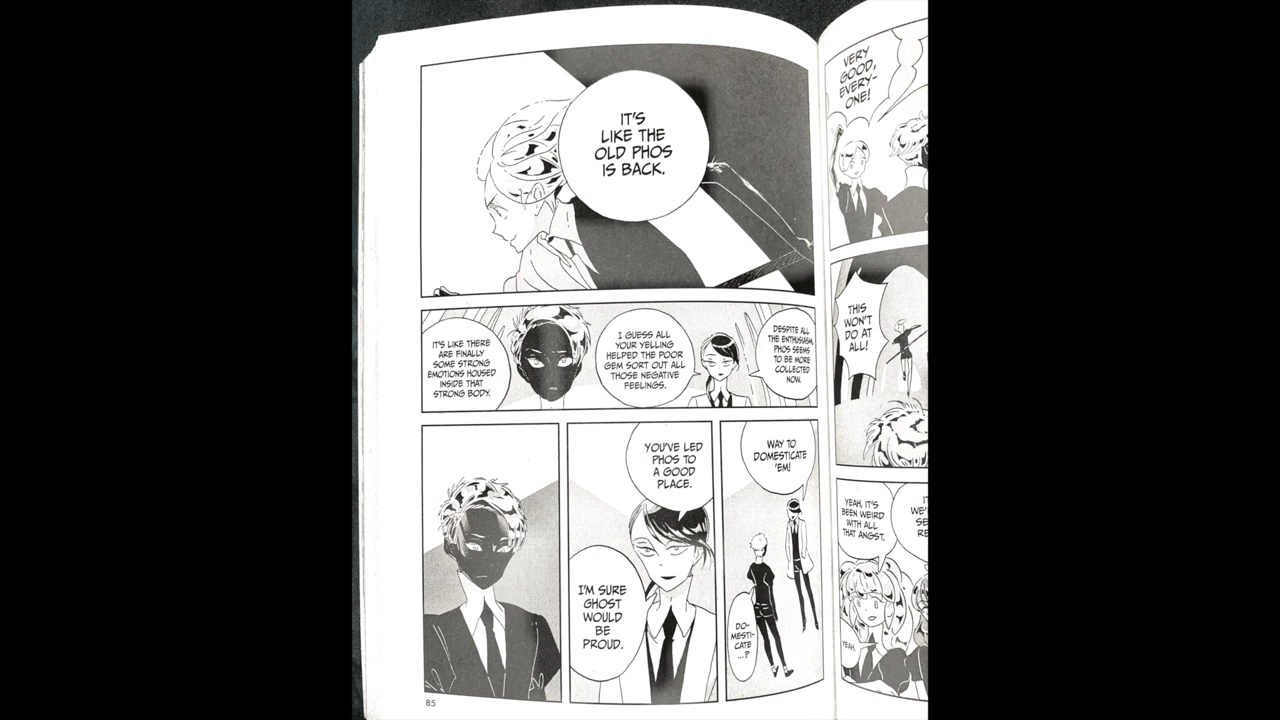 VERY
GOOD,
EVERY-
ONE!
THIS
WON'T
DO AT
ALL!
YEAH, IT'S
BEEN WEIRD
WITH ALL
THAT ANGST.
YEAH.
IT'S
LIKE THE
OLD PHOS
IS BACK.
DESPITE ALL
THE ENTHUSIASM,
PHOS SEEMS
TO BE MORE
COLLECTED
NOW.
I GUESS ALL
YOUR YELLING
HELPED THE POOR
GEM SORT OUT ALL
THOSE NEGATIVE
FEELINGS.
IT'S LIKE THERE
ARE FINALLY
SOME STRONG
EMOTIONS HOUSED
INSIDE THAT
STRONG BODY.
WAY TO
DOMESTICATE
'EM!
DO-
MESTI-
CATE
...?
YOU'VE LED
PHOS TO
A GOOD
PLACE.
I'M SURE
GHOST
WOULD
BE
PROUD.
85